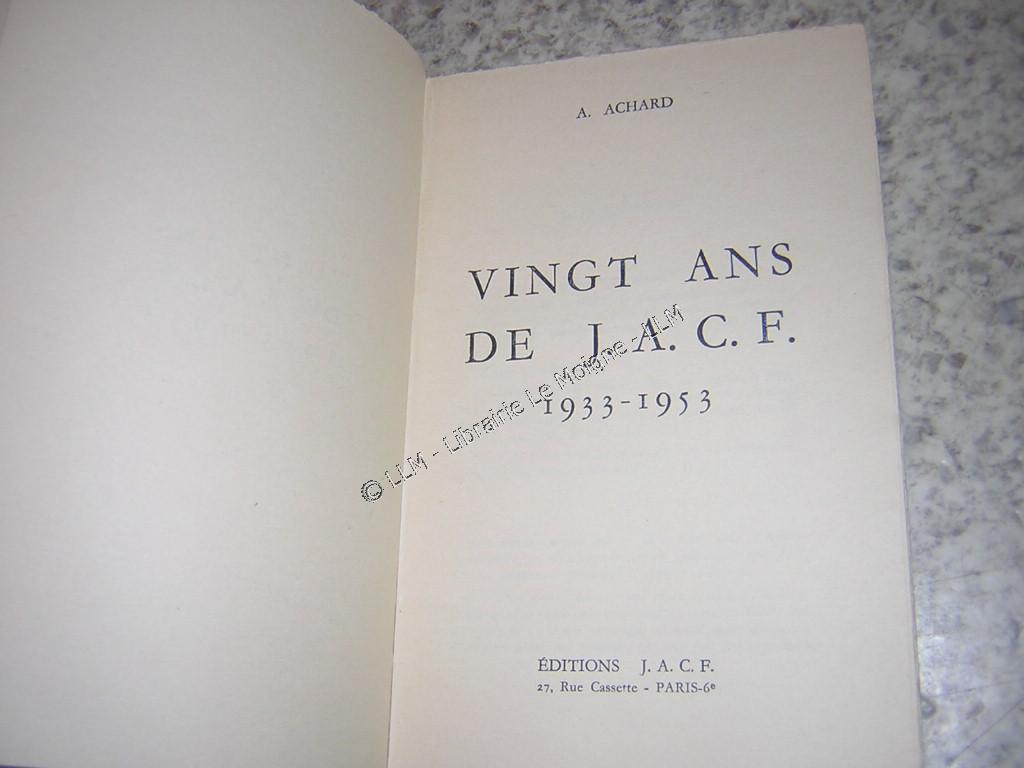 A. ACHARD
VINGT ANS
DE J. A. C. F.
1933-1953
© LLM - Librairie Le Moigne - LLM
ÉDITIONS J. A. C. F.
27, Rue Cassette - PARIS-6e